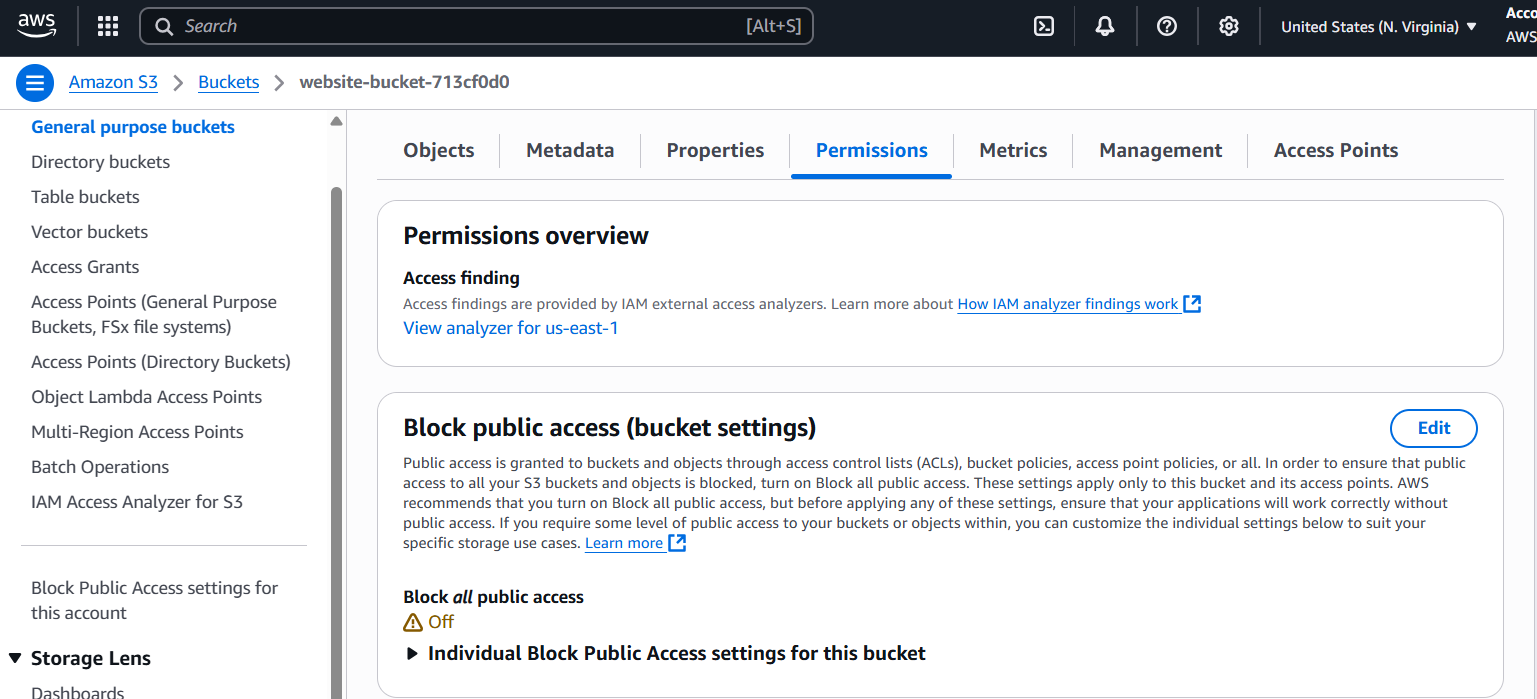 aws
Search [Alt+S]
United States (N. Virginia)
Acco
AWS
Amazon S3 Buckets website-bucket-713cf0d0
General purpose buckets
Directory buckets
Table buckets
Vector buckets
Access Grants
Access Points (General Purpose
Buckets, FSx file systems)
Access Points (Directory Buckets)
Object Lambda Access Points
Multi-Region Access Points
Batch Operations
IAM Access Analyzer for S3
Block Public Access settings for
this account
Storage Lens
Dashboards
Objects Metadata Properties Permissions Metrics Management Access Points
Permissions overview
Access finding
Access findings are provided by IAM external access analyzers. Learn more about How IAM analyzer findings work
View analyzer for us-east-1
Block public access (bucket settings)
Edit
Public access is granted to buckets and objects through access control lists (ACLs), bucket policies, access point policies, or all. In order to ensure that public
access to all your S3 buckets and objects is blocked, turn on Block all public access. These settings apply only to this bucket and its access points. AWS
recommends that you turn on Block all public access, but before applying any of these settings, ensure that your applications will work correctly without
public access. If you require some level of public access to your buckets or objects within, you can customize the individual settings below to suit your
specific storage use cases. Learn more
Block all public access
Off
Individual Block Public Access settings for this bucket